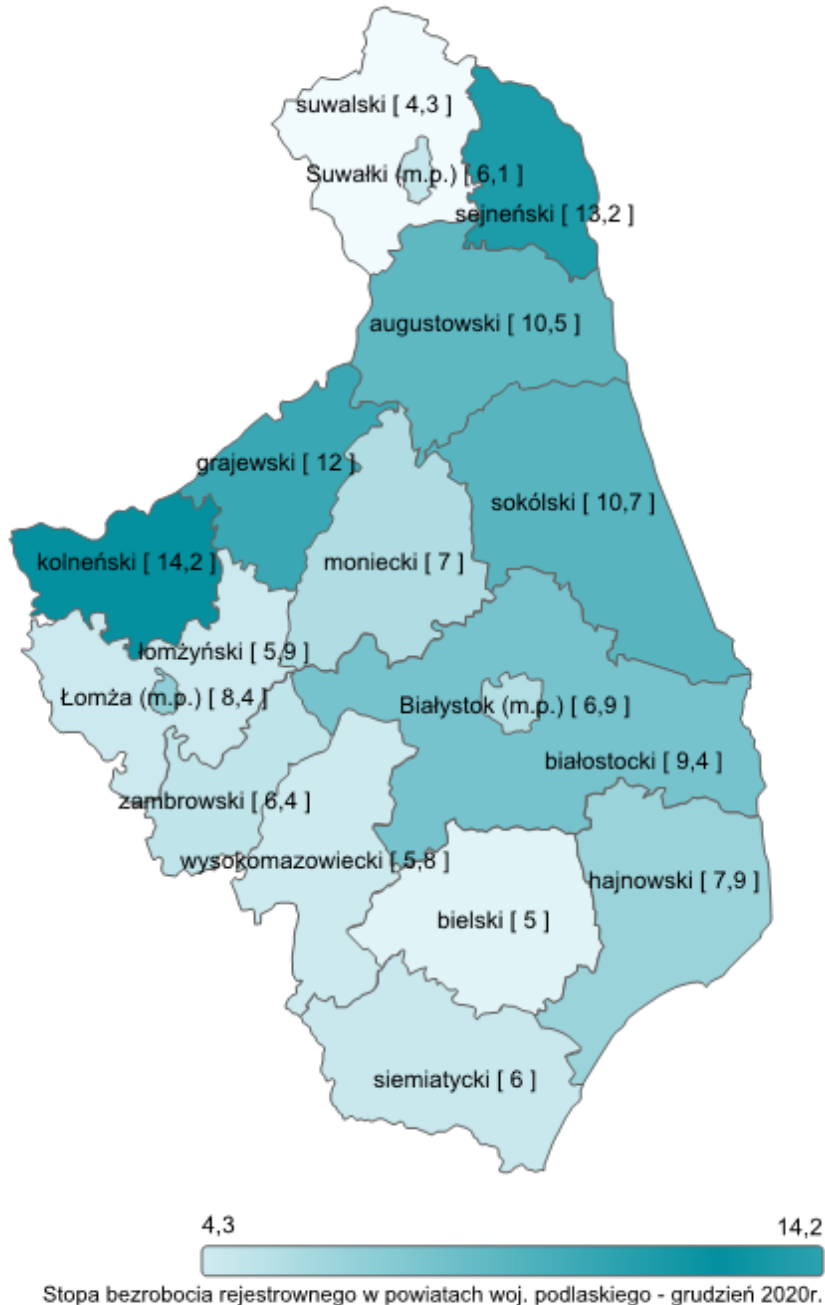 suwalski [ 4,3 ]
Suwałki (m.p.) [ 6,1 ]
sejneński [ 13,2 ]
augustowski [ 10,5 ]
grajewski [ 12 ]
sokólski [ 10,7 ]
kolneński [ 14,2 ]
moniecki [ 7 ]
łomżyński [ 5,9 ]
Łomża (m.p.) [ 8,4 ]
Białystok (m.p.) [ 6,9 ]
białostocki [ 9,4 ]
zambrowski [ 6,4 ]
wysokomazowiecki [ 5,8 ]
hajnowski [ 7,9 ]
bielski [ 5 ]
siemiatycki [ 6 ]
4,3
14,2
Stopa bezrobocia rejestrownego w powiatach woj. podlaskiego - grudzień 2020r.